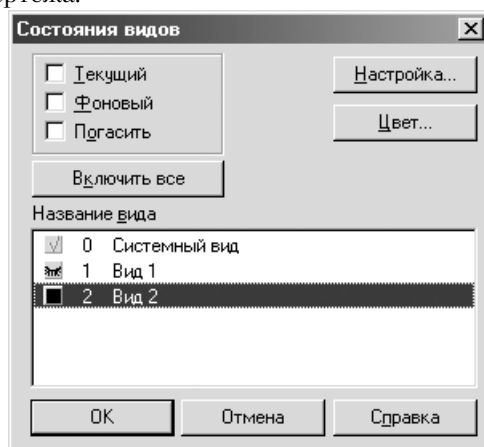 ертежа.
Состояния видов
Текущий
Фоновый
Погасить
Настройка...
Цвет...
Включить все
Название вида
0 Системный вид
1 Вид 1
2 Вид 2
OK Отмена Справка